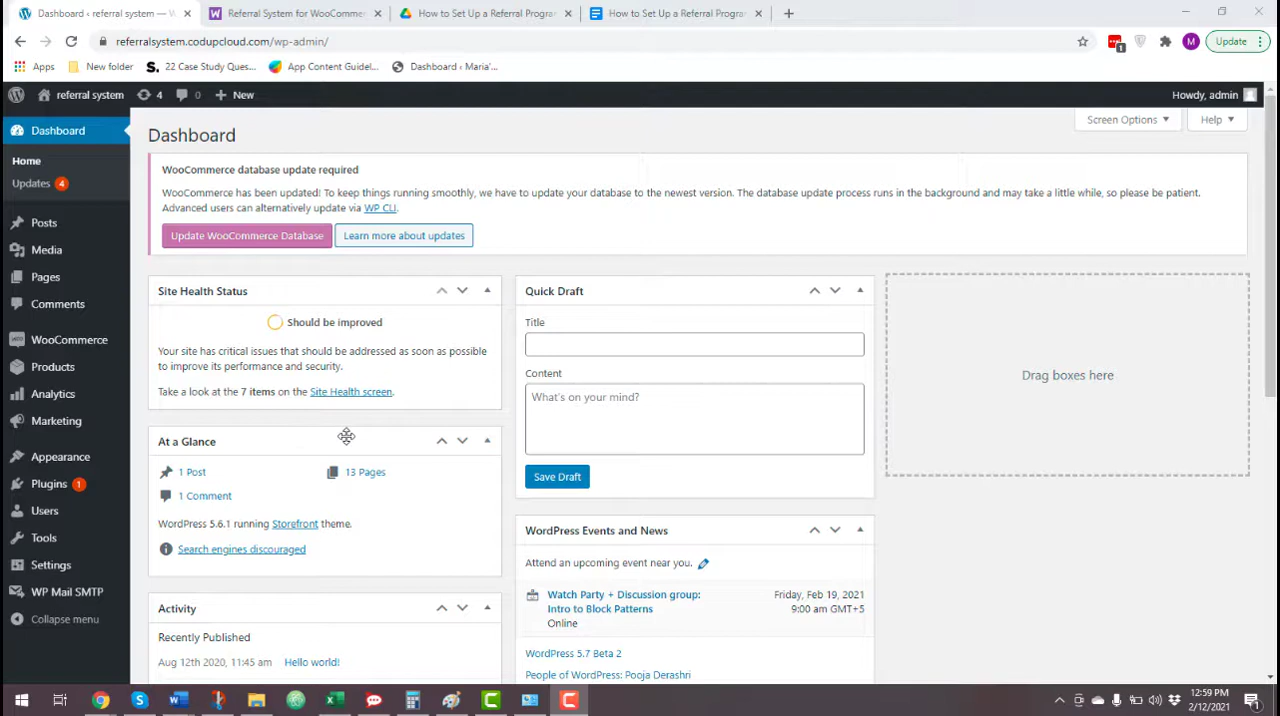 Dashboard ‹ referral system —
Referral System for WooCommer
How to Set Up a Referral Progra
How to Set Up a Referral Progra
referralsystem.codupcloud.com/wp-admin/
1
M
Update
Apps
New folder
S. 22 Case Study Ques...
App Content Guidel...
Dashboard ‹ Maria'...
referral system
4
0
New
Howdy, admin
Dashboard
Home
Updates 4
Posts
Media
Pages
Comments
WooCommerce
Products
Analytics
Marketing
Appearance
Plugins 1
Users
Tools
Settings
WP Mail SMTP
Collapse menu
Dashboard
Screen Options
Help
WooCommerce database update required
WooCommerce has been updated! To keep things running smoothly, we have to update your database to the newest version. The database update process runs in the background and may take a little while, so please be patient.
Advanced users can alternatively update via WP CLI.
Update WooCommerce Database
Learn more about updates
Site Health Status
Should be improved
Your site has critical issues that should be addressed as soon as possible
to improve its performance and security.
Take a look at the 7 items on the Site Health screen.
At a Glance
1 Post
13 Pages
1 Comment
WordPress 5.6.1 running Storefront theme.
Search engines discouraged
Activity
Recently Published
Aug 12th 2020, 11:45 am Hello world!
Quick Draft
Title
Content
What's on your mind?
Save Draft
WordPress Events and News
Attend an upcoming event near you.
Watch Party + Discussion group:
Intro to Block Patterns
Online
Friday, Feb 19, 2021
9:00 am GMT+5
WordPress 5.7 Beta 2
People of WordPress: Pooja Derashri
Drag boxes here
12:59 PM
2/12/2021
1